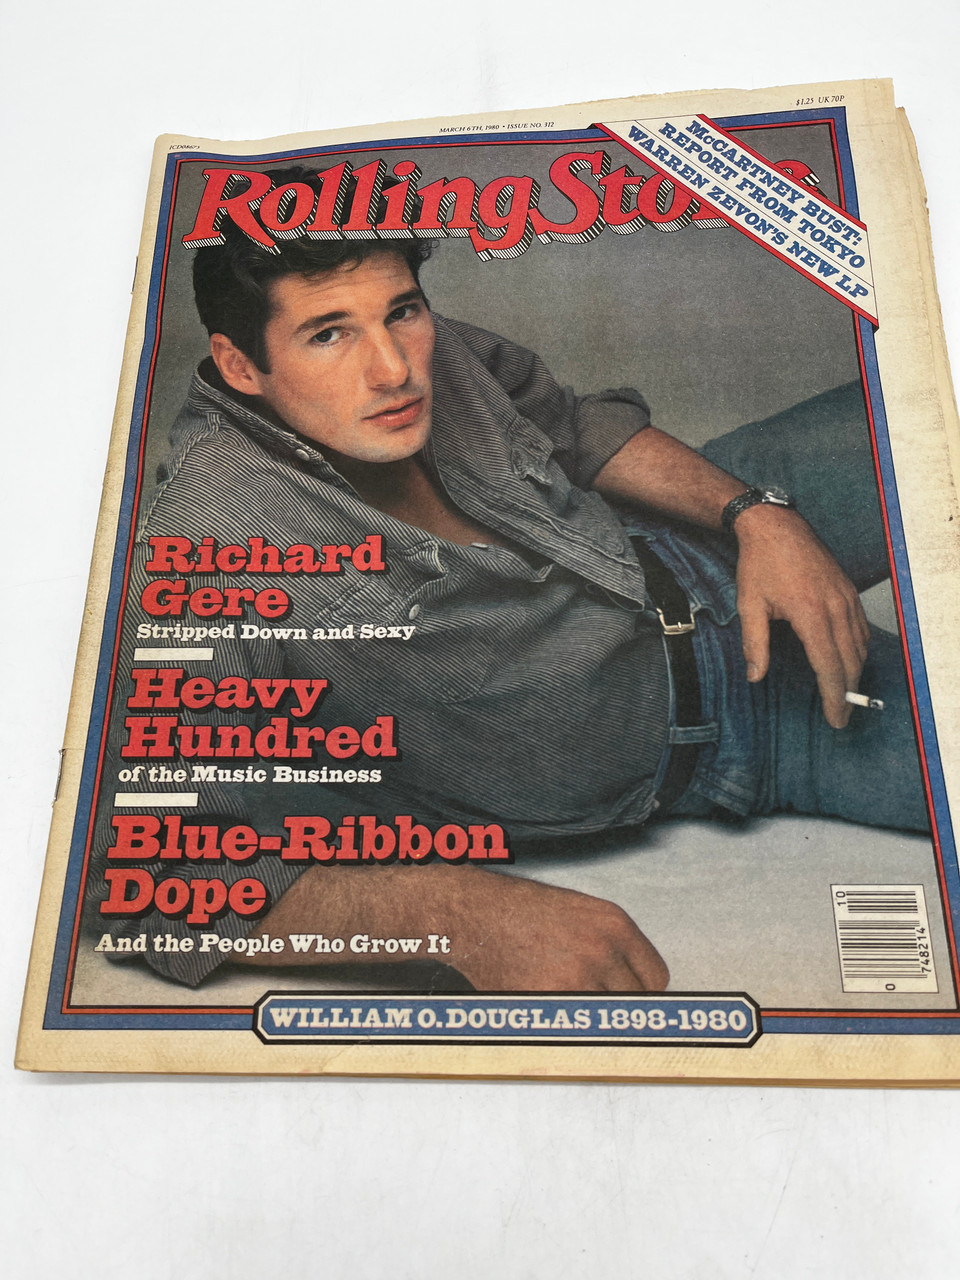 $1.25 UK 70P
MARCH 6TH, 1980 • ISSUE NO. 312
Rolling Stone
McCARTNEY BUST:
REPORT FROM TOKYO
WARREN ZEVON'S NEW LP
Richard
Gere
Stripped Down and Sexy
Heavy
Hundred
of the Music Business
Blue-Ribbon
Dope
And the People Who Grow It
10
0 748214
WILLIAM O. DOUGLAS 1898-1980